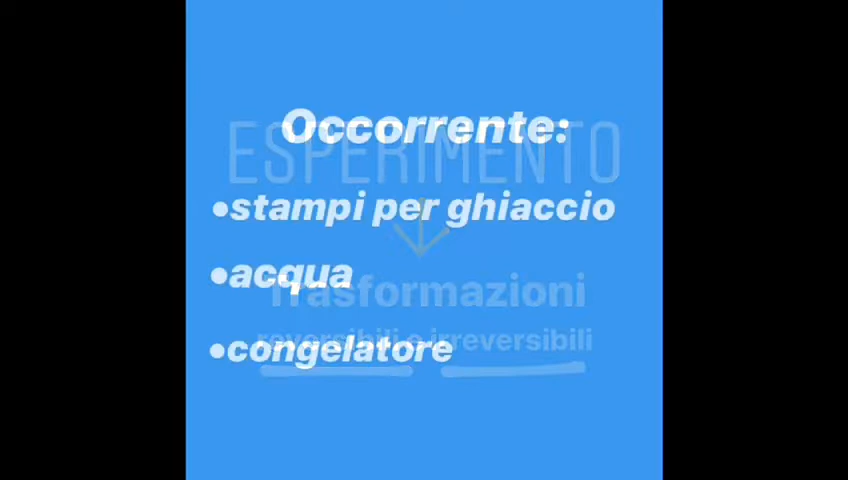 Occorrente:
ESPERIMENTO
•stampi per ghiaccio
•acqua
Trasformazioni
reversibili e irreversibili
•congelatore